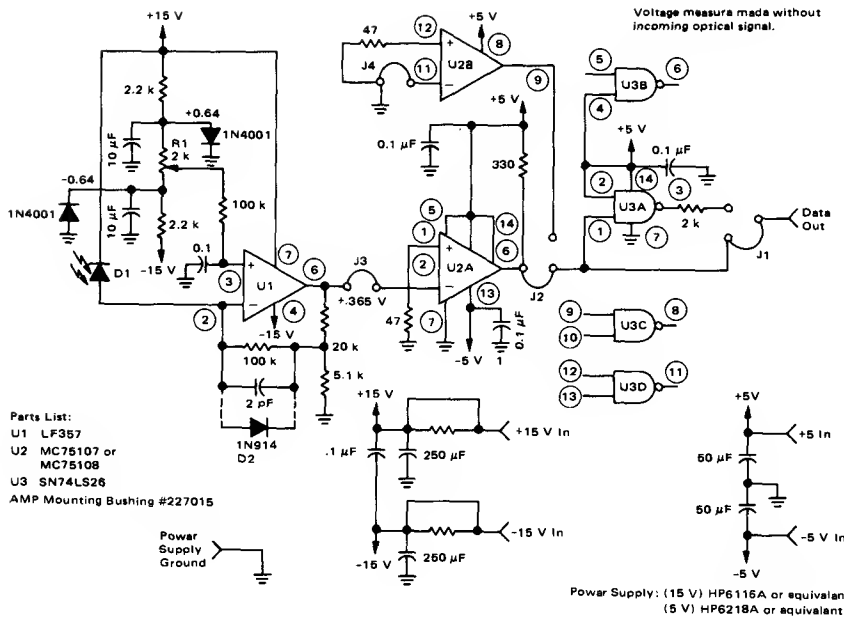 Voltage measura mada without
incoming optical signal.
+15 V
2.2 k
+0.64
1N4001
10 µF
R1
2 k
-0.64
1N4001
10 µF
2.2 k
-15 V
100 k
0.1
D1
3
+
7
U1
6
2
–
4
-15 V
100 k
2 pF
1N914
D2
20 k
5.1 k
J3
+.365 V
47
12
+
+5 V
8
U2B
J4
11
–
9
+5 V
0.1 µF
330
5
1
+
14
2
U2A
6
–
13
47
7
-5 V
0.1 µF
1
J2
5
U3B
6
4
+5 V
0.1 µF
2
14
3
U3A
1
7
2 k
J1
Data
Out
9
U3C
8
10
12
U3D
11
13
+15 V
.1 µF
250 µF
+15 V In
-15 V In
250 µF
-15 V
+5 V
+5 In
50 µF
50 µF
-5 V In
-5 V
Parts List:
U1 LF357
U2 MC75107 or
MC75108
U3 SN74LS26
AMP Mounting Bushing #227015
Power
Supply
Ground
Powar Supply: (15 V) HP6116A or aquivalan
(5 V) HP6218A or aquivalant